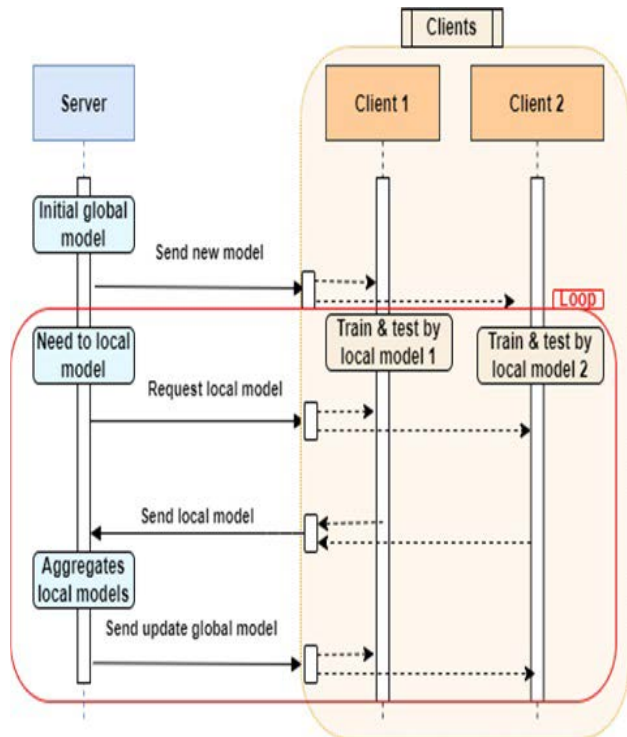 Clients
Server
Client 1
Client 2
Initial global
model
Send new model
Loop
Need to local
model
Train & test by
local model 1
Train & test by
local model 2
Request local model
Send local model
Aggregates
local models
Send update global model